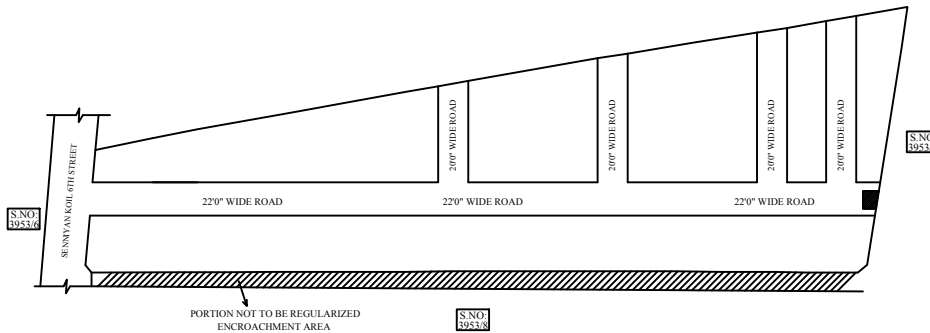 20'0" WIDE ROAD
20'0" WIDE ROAD
20'0" WIDE ROAD
20'0" WIDE ROAD
S.NO:
3953/
SENNIYAN KOIL 6TH STREET
22'0" WIDE ROAD
22'0" WIDE ROAD
22'0" WIDE ROAD
S.NO:
3953/6
PORTION NOT TO BE REGULARIZED
ENCROACHMENT AREA
S.NO:
3953/8